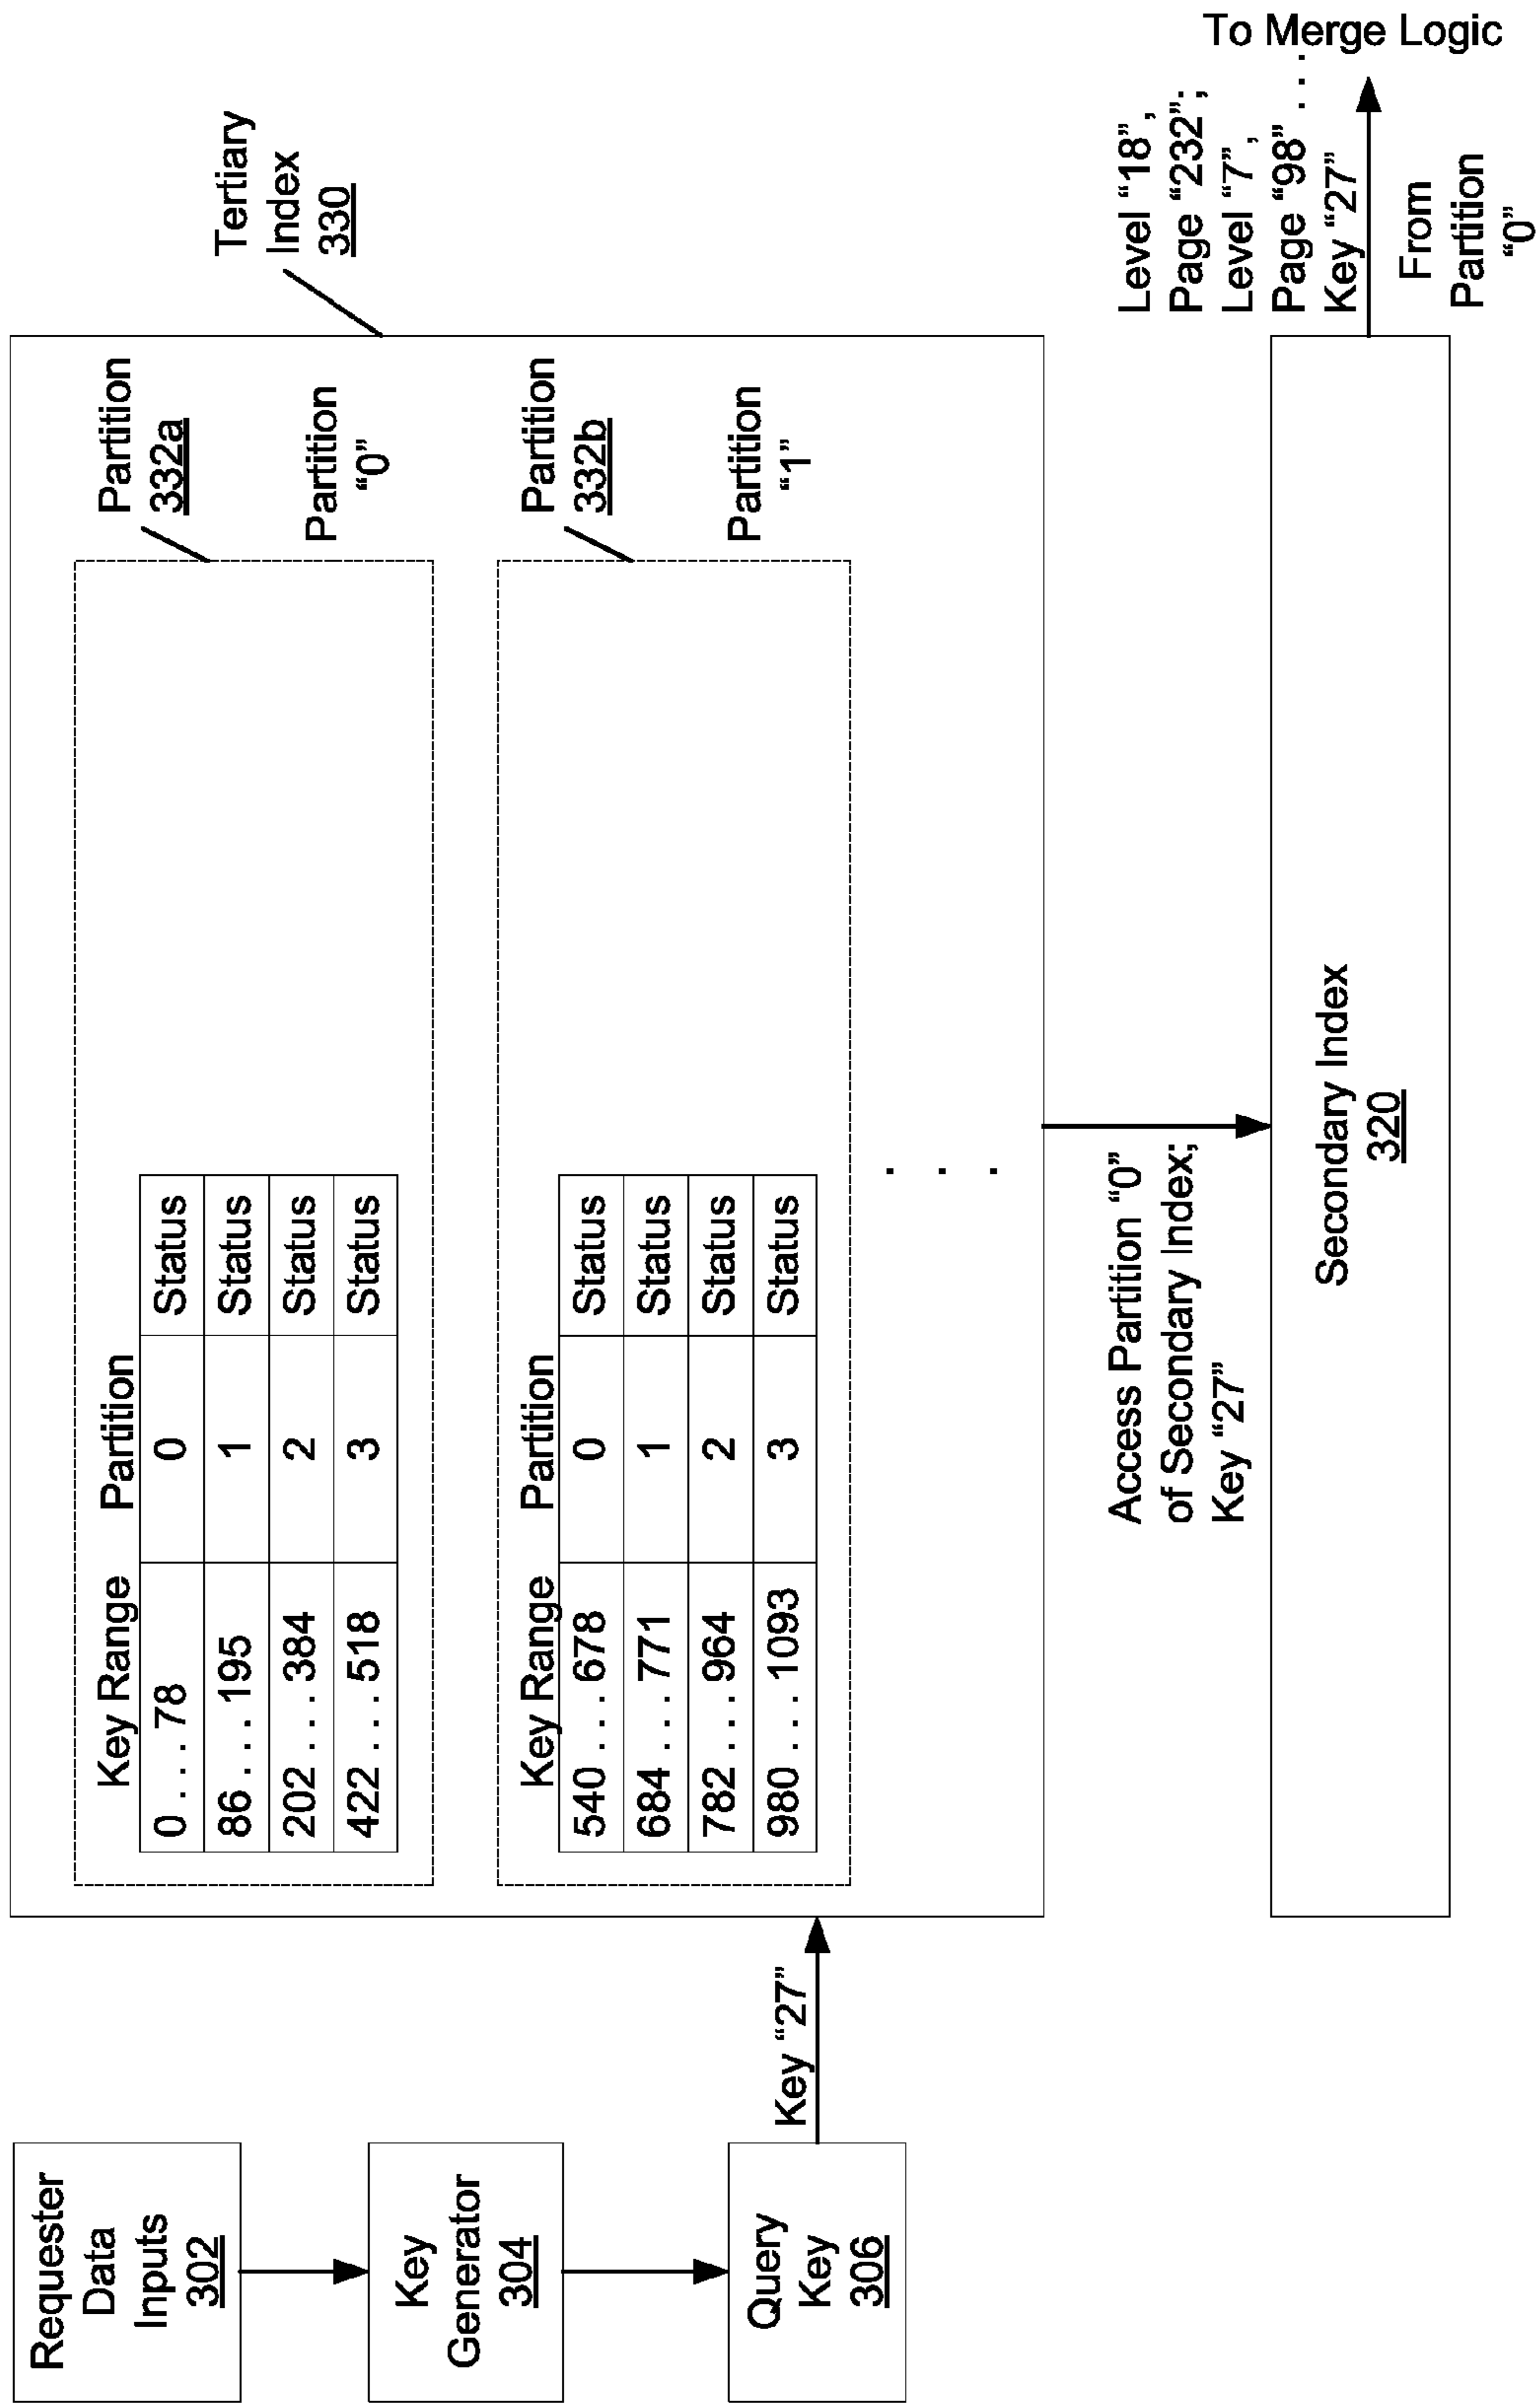 Requester
Data
Inputs
302
Key
Generator
304
Query
Key
306
Key “27”
Tertiary
Index
330
Partition
332a
Partition
“0”
Key Range Partition
0 . . . 78 0 Status
86 . . . 195 1 Status
202 . . . 384 2 Status
422 . . . 518 3 Status
Partition
332b
Partition
“1”
Key Range Partition
540 . . . 678 0 Status
684 . . . 771 1 Status
782 . . . 964 2 Status
980 . . . 1093 3 Status
. . .
Access Partition “0”
of Secondary Index;
Key “27”
Secondary Index
320
Level “18”,
Page “232”;
Level “7”,
Page “98” . . .
Key “27”
To Merge Logic
From
Partition
“0”